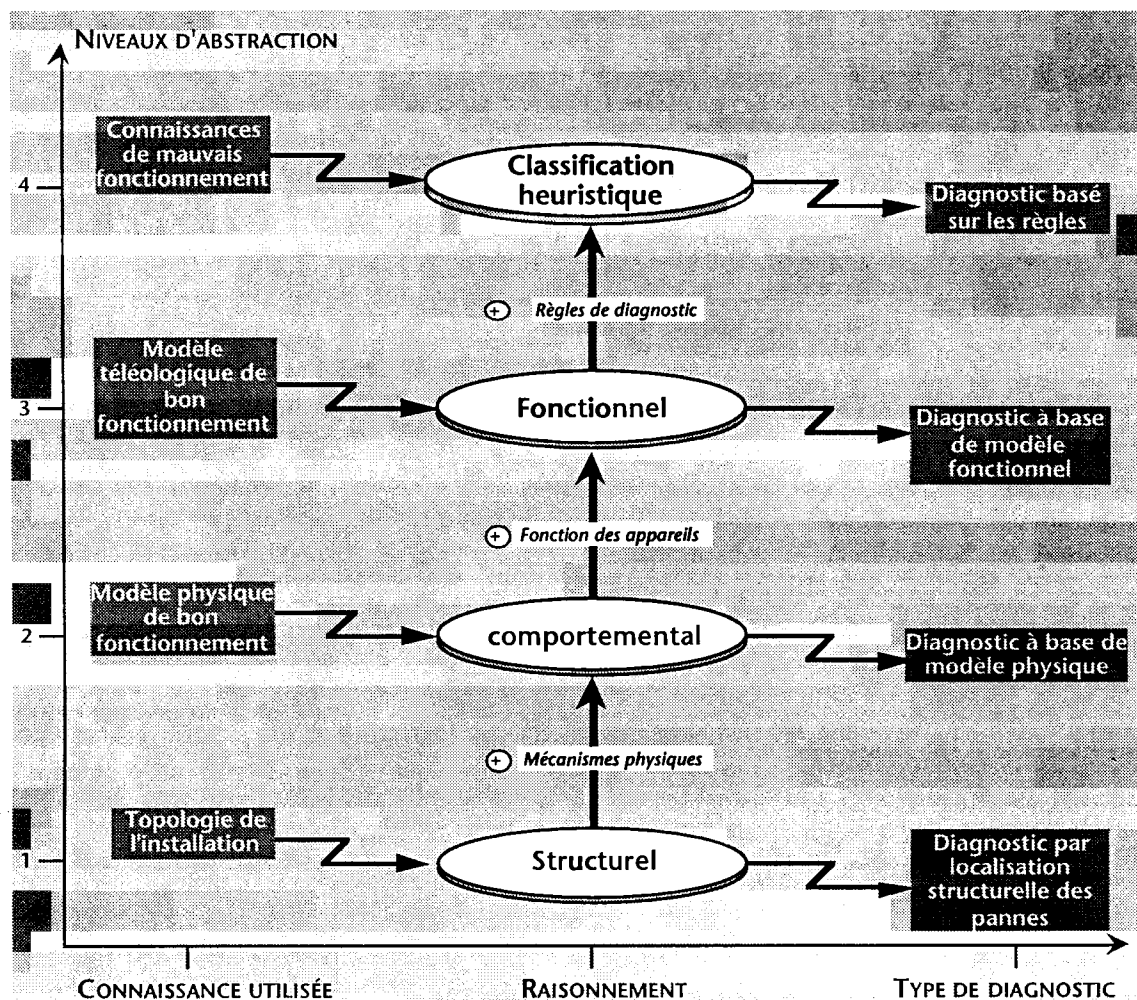 NIVEAUX D'ABSTRACTION
Connaissances
de mauvais
fonctionnement
Classification
heuristique
4
Diagnostic basé
sur les règles
+ Règles de diagnostic
Modèle
téléologique de
bon
fonctionnement
Fonctionnel
3
Diagnostic à base
de modèle
fonctionnel
+ Fonction des appareils
Modèle physique
de bon
fonctionnement
comportemental
2
Diagnostic à base de
modèle physique
+ Mécanismes physiques
Topologie de
l'installation
Structurel
1
Diagnostic par
localisation
structurelle des
pannes
CONNAISSANCE UTILISÉE
RAISONNEMENT
TYPE DE DIAGNOSTIC